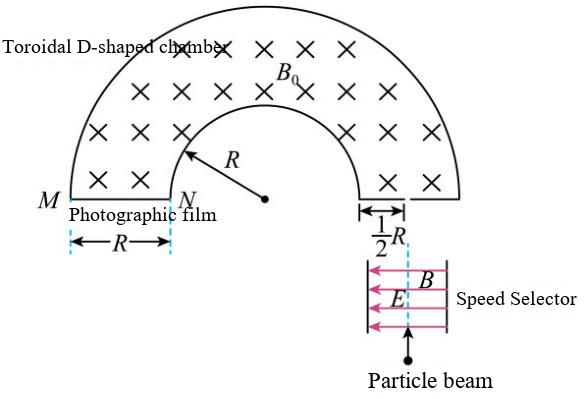 Toroidal D-shaped chamber
B₀
R
M
N
Photographic film
R
1/2 R
B
E
Speed Selector
Particle beam